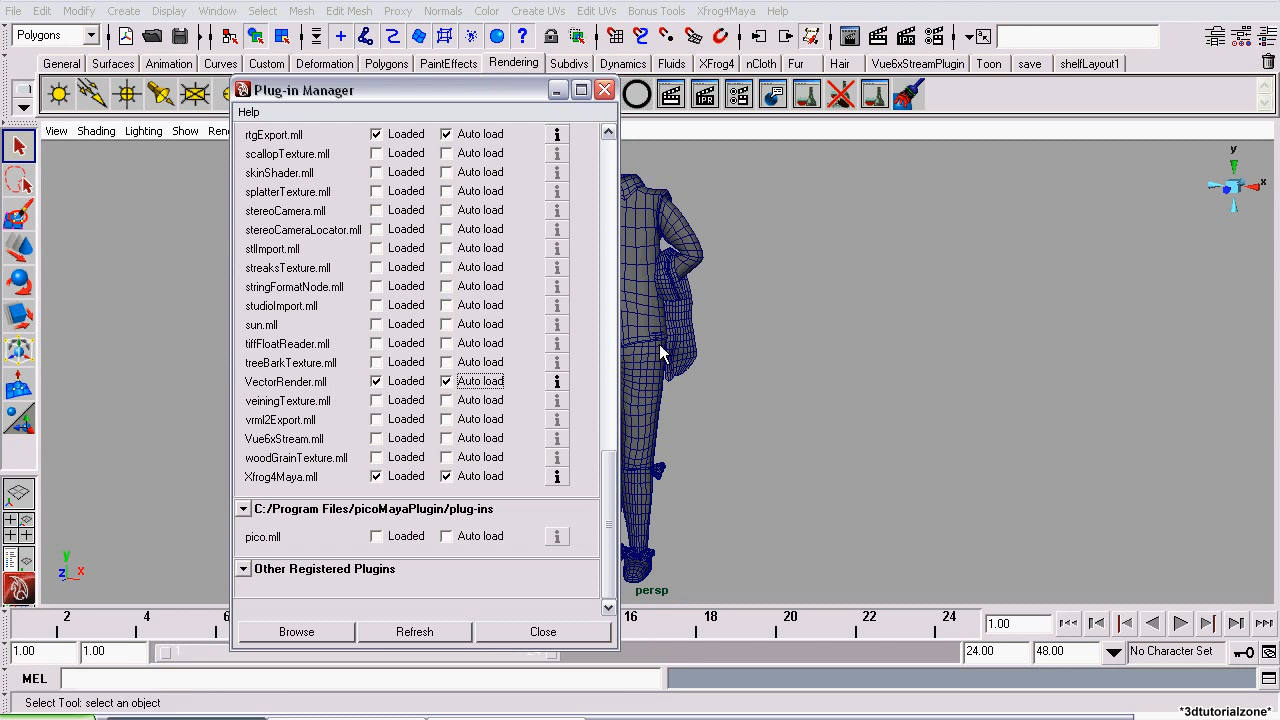 File Edit Modify Create Display Window Select Mesh Edit Mesh Proxy Normals Color Create UVs Edit UVs Bonus Tools Xfrog4Maya Help
Polygons
General Surfaces Animation Curves Custom Deformation Polygons PaintEffects Rendering Subdivs Dynamics Fluids XFrog4 nCloth Fur Hair Vue6xStreamPlugin Toon save shelfLayout1
IPR
Plug-in Manager
Help
View Shading Lighting Show
rtgExport.mll Loaded Auto load i
scallopTexture.mll Loaded Auto load i
skinShader.mll Loaded Auto load i
splatterTexture.mll Loaded Auto load i
stereoCamera.mll Loaded Auto load i
stereoCameraLocator.mll Loaded Auto load i
stlImport.mll Loaded Auto load i
streaksTexture.mll Loaded Auto load i
stringFormatNode.mll Loaded Auto load i
studioImport.mll Loaded Auto load i
sun.mll Loaded Auto load i
tiffFloatReader.mll Loaded Auto load i
treeBarkTexture.mll Loaded Auto load i
VectorRender.mll Loaded Auto load i
veiningTexture.mll Loaded Auto load i
vrml2Export.mll Loaded Auto load i
Vue6xStream.mll Loaded Auto load i
woodGrainTexture.mll Loaded Auto load i
Xfrog4Maya.mll Loaded Auto load i
C:/Program Files/picoMayaPlugin/plug-ins
pico.mll Loaded Auto load i
Other Registered Plugins
Browse Refresh Close
y
x
y
z x
persp
2 4 6 16 18 20 22 24 1.00
1.00 1.00 1 24.00 48.00 No Character Set
MEL
Select Tool: select an object
*3dtutorialzone*